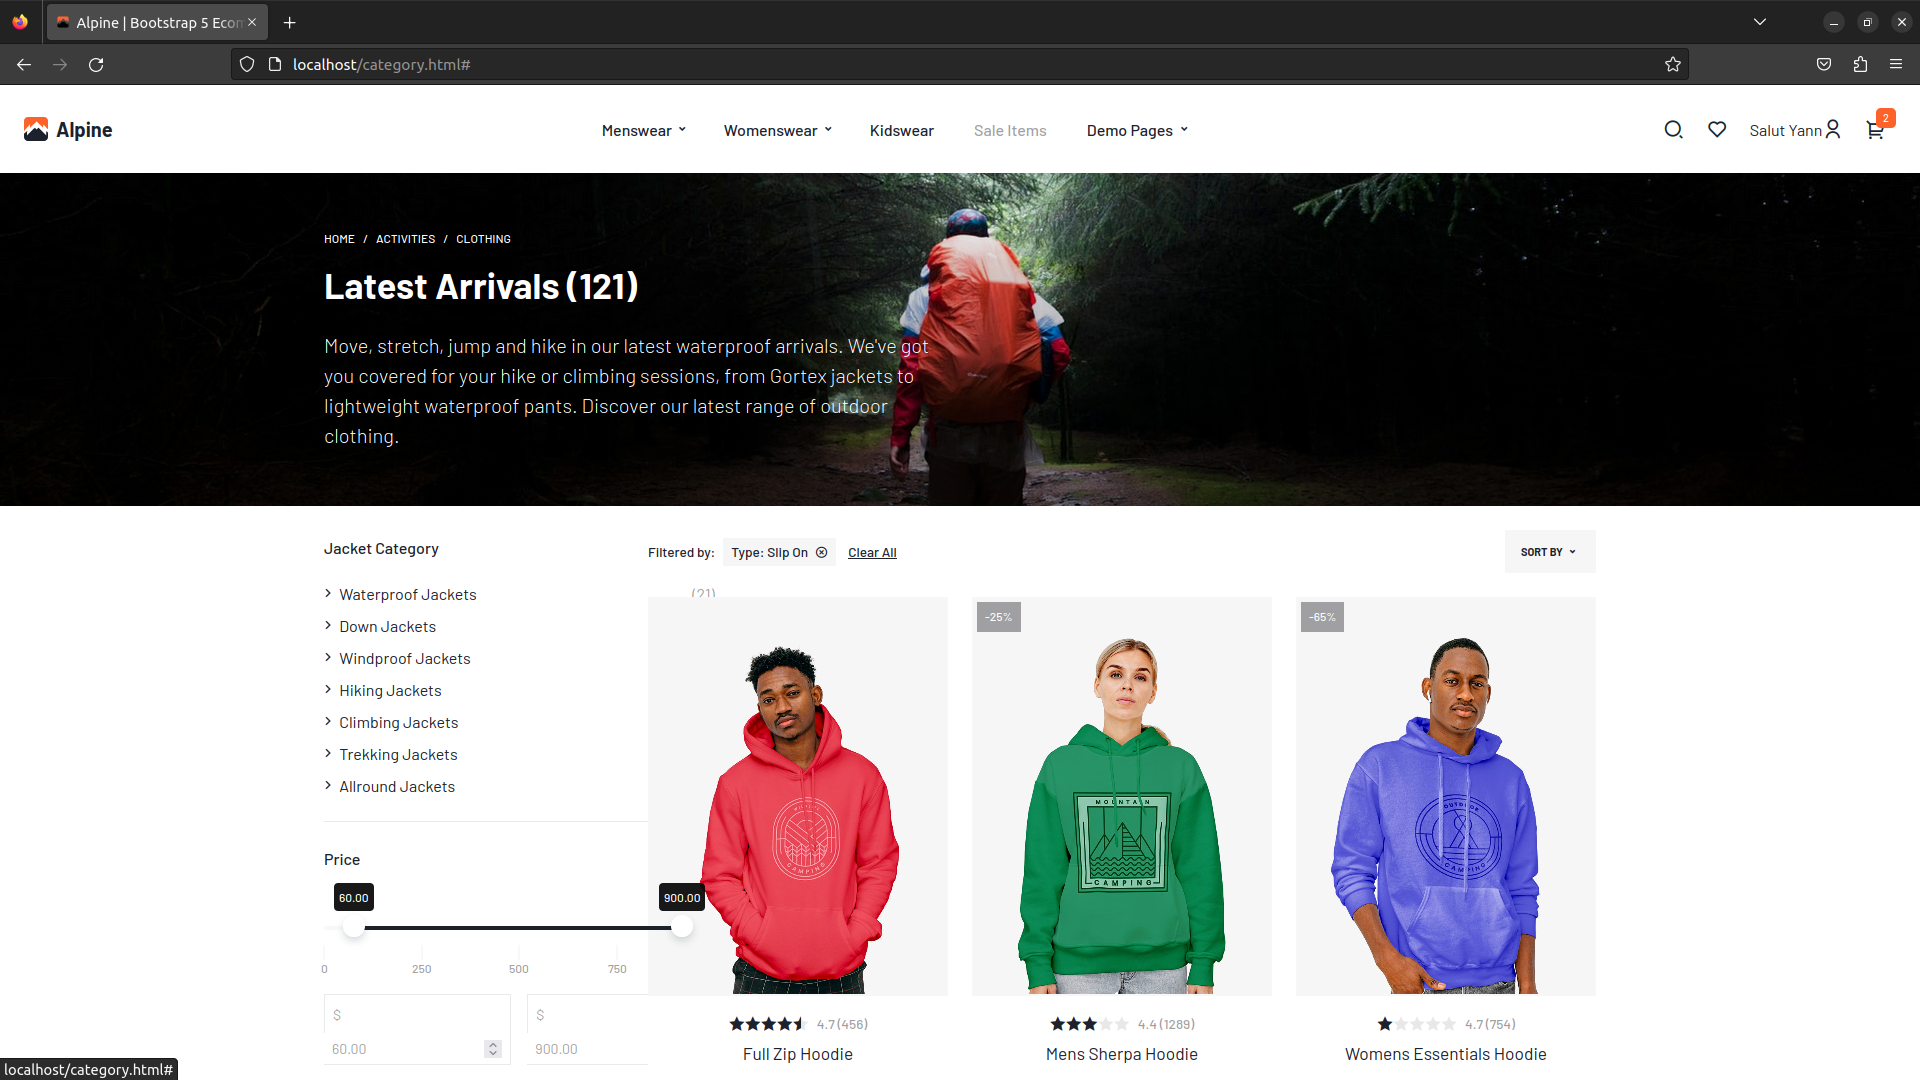 Alpine | Bootstrap 5 Ecom
localhost/category.html#
Alpine
Menswear
Womenswear
Kidswear
Sale Items
Demo Pages
Salut Yann
2
HOME / ACTIVITIES / CLOTHING
Latest Arrivals (121)
Move, stretch, jump and hike in our latest waterproof arrivals. We've got
you covered for your hike or climbing sessions, from Gortex jackets to
lightweight waterproof pants. Discover our latest range of outdoor
clothing.
Jacket Category
Waterproof Jackets
(21)
Down Jackets
Windproof Jackets
Hiking Jackets
Climbing Jackets
Trekking Jackets
Allround Jackets
Price
60.00
900.00
0
250
500
750
$
60.00
$
900.00
Filtered by:
Type: Slip On
Clear All
SORT BY
CAMPING
4.7 (456)
Full Zip Hoodie
-25%
MOUNTAIN
CAMPING
4.4 (1289)
Mens Sherpa Hoodie
-65%
OUTDOOR
CAMPING
4.7 (754)
Womens Essentials Hoodie
localhost/category.html#